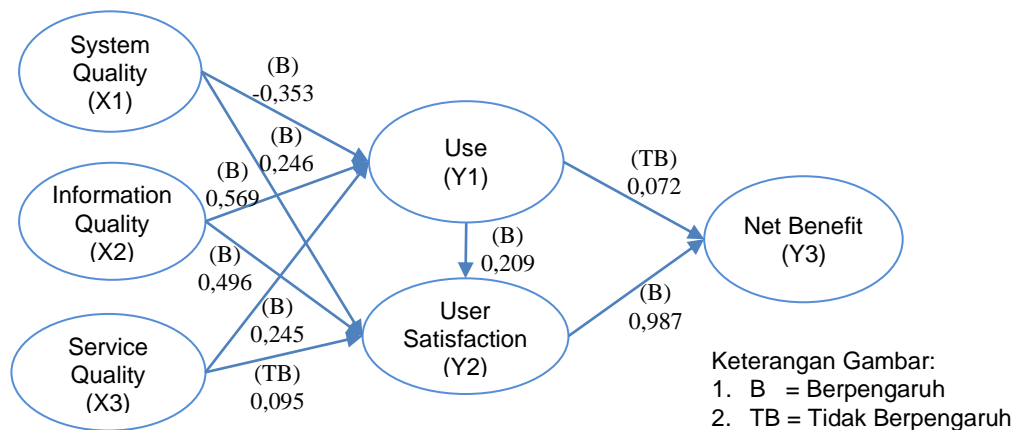 System
Quality
(X1)
(B)
-0,353
(B)
0,246
Use
(Y1)
(TB)
0,072
Information
Quality
(X2)
(B)
0,569
Net Benefit
(Y3)
(B)
0,209
(B)
0,496
(B)
0,245
User
Satisfaction
(Y2)
(B)
0,987
Service
Quality
(X3)
(TB)
0,095
Keterangan Gambar:
1. B = Berpengaruh
2. TB = Tidak Berpengaruh